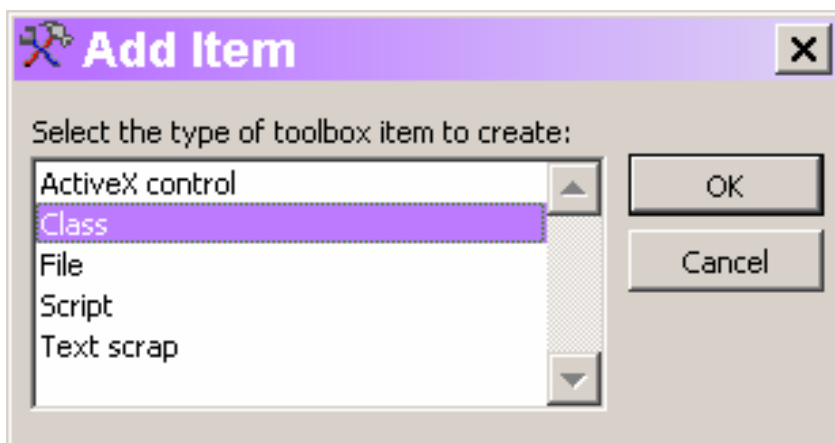 Add Item
Select the type of toolbox item to create:
ActiveX control
Class
File
Script
Text scrap
OK
Cancel